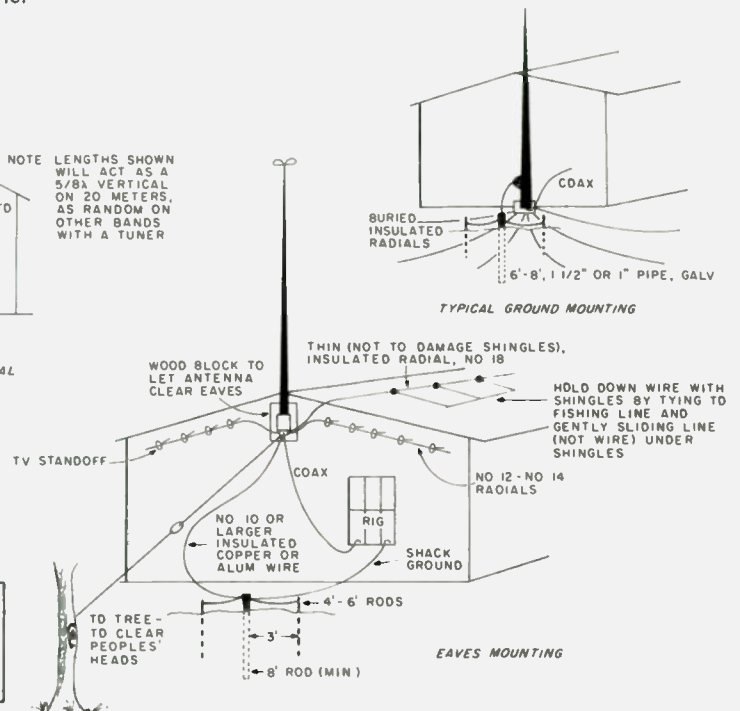 NOTE LENGTHS SHOWN
WILL ACT AS A
5/8λ VERTICAL
ON 20 METERS,
AS RANDOM ON
OTHER BANDS
WITH A TUNER
COAX
BURIED
INSULATED
RADIALS
6'-8', 1 1/2" OR 1" PIPE, GALV
TYPICAL GROUND MOUNTING
THIN (NOT TO DAMAGE SHINGLES),
INSULATED RADIAL, NO 18
WOOD BLOCK TO
LET ANTENNA
CLEAR EAVES
HOLD DOWN WIRE WITH
SHINGLES BY TYING TO
FISHING LINE AND
GENTLY SLIDING LINE
(NOT WIRE) UNDER
SHINGLES
TV STANDOFF
COAX
NO 12 - NO 14
RADIALS
RIG
NO 10 OR
LARGER
INSULATED
COPPER OR
ALUM WIRE
SHACK
GROUND
4'-6' RODS
TO TREE-
TO CLEAR
PEOPLES'
HEADS
3'
8' ROD (MIN)
EAVES MOUNTING